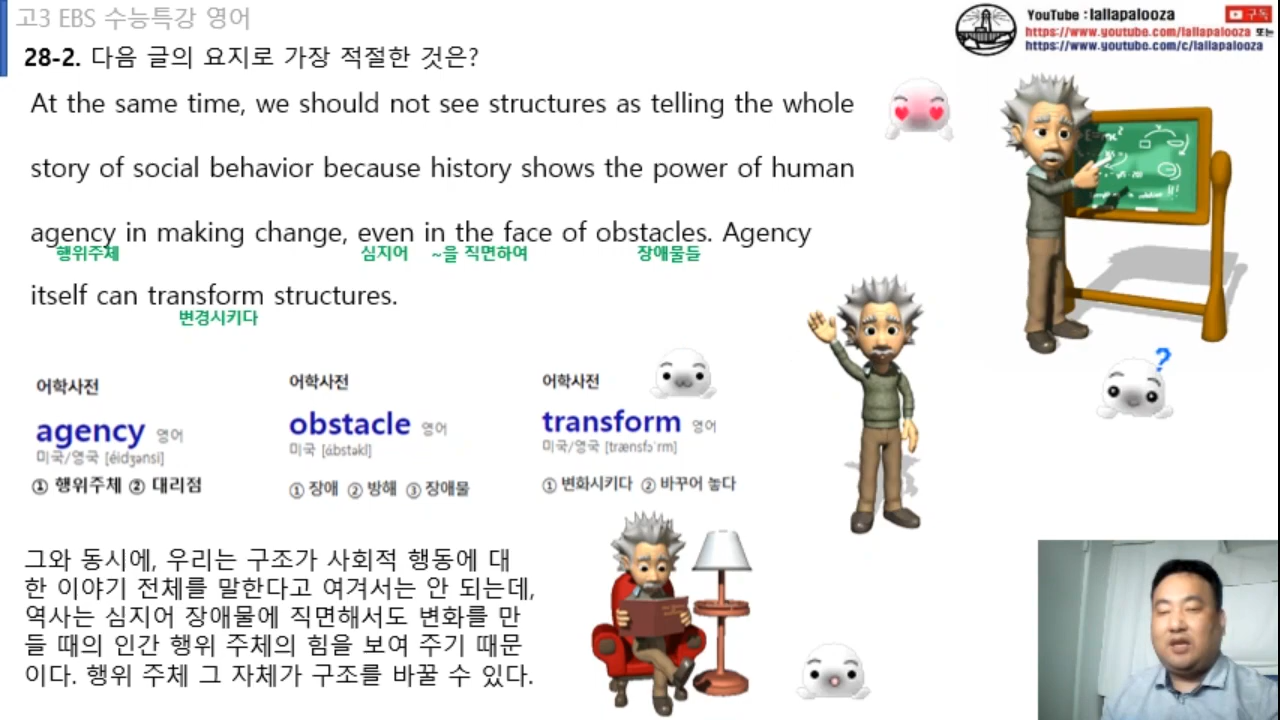 고3 EBS 수능특강 영어
YouTube : lallapalooza
구독
https://www.youtube.com/lallapalooza 또는
https://www.youtube.com/c/lallapalooza
28-2. 다음 글의 요지로 가장 적절한 것은?
At the same time, we should not see structures as telling the whole
story of social behavior because history shows the power of human
agency in making change, even in the face of obstacles. Agency
행위주체 심지어 ~을 직면하여 장애물들
itself can transform structures.
변경시키다
어학사전
agency 영어
미국/영국 [éidʒənsi]
① 행위주체 ② 대리점
어학사전
obstacle 영어
미국 [ɑ́bstəkl]
① 장애 ② 방해 ③ 장애물
어학사전
transform 영어
미국/영국 [trænsfɔˈrm]
① 변화시키다 ② 바꾸어 놓다
?
그와 동시에, 우리는 구조가 사회적 행동에 대
한 이야기 전체를 말한다고 여겨서는 안 되는데,
역사는 심지어 장애물에 직면해서도 변화를 만
들 때의 인간 행위 주체의 힘을 보여 주기 때문
이다. 행위 주체 그 자체가 구조를 바꿀 수 있다.